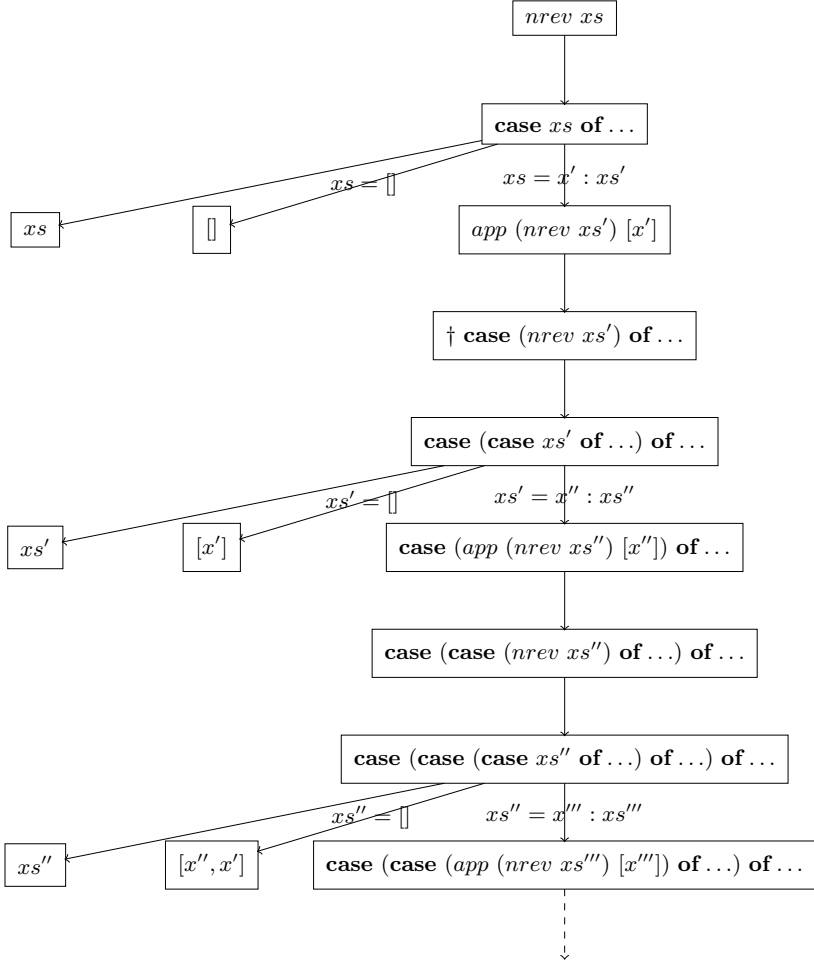 nrev xs
case xs of …
xs = []
xs = x′ : xs′
xs
[]
app (nrev xs′) [x′]
† case (nrev xs′) of …
case (case xs′ of …) of …
xs′ = []
xs′ = x′′ : xs′′
xs′
[x′]
case (app (nrev xs′′) [x′′]) of …
case (case (nrev xs′′) of …) of …
case (case (case xs′′ of …) of …) of …
xs′′ = []
xs′′ = x′′′ : xs′′′
xs′′
[x′′, x′]
case (case (app (nrev xs′′′) [x′′′]) of …) of …